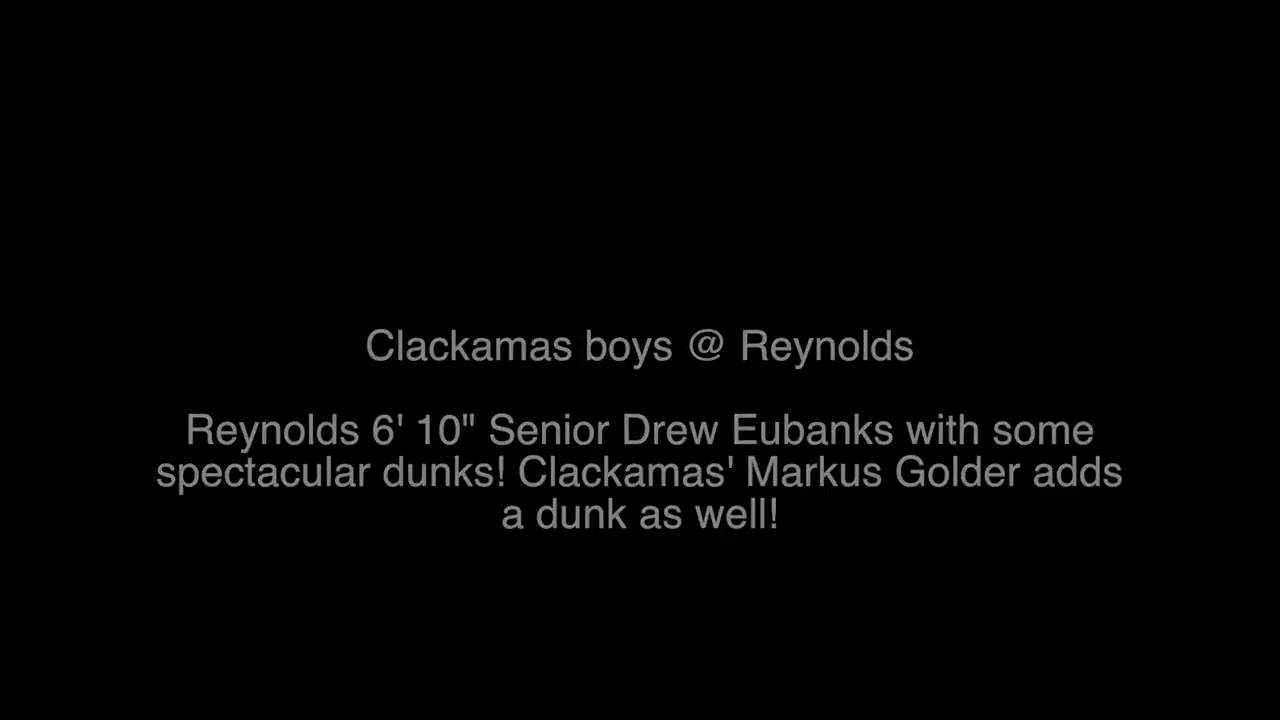 Clackamas boys @ Reynolds
Reynolds 6' 10" Senior Drew Eubanks with some
spectacular dunks! Clackamas' Markus Golder adds
a dunk as well!